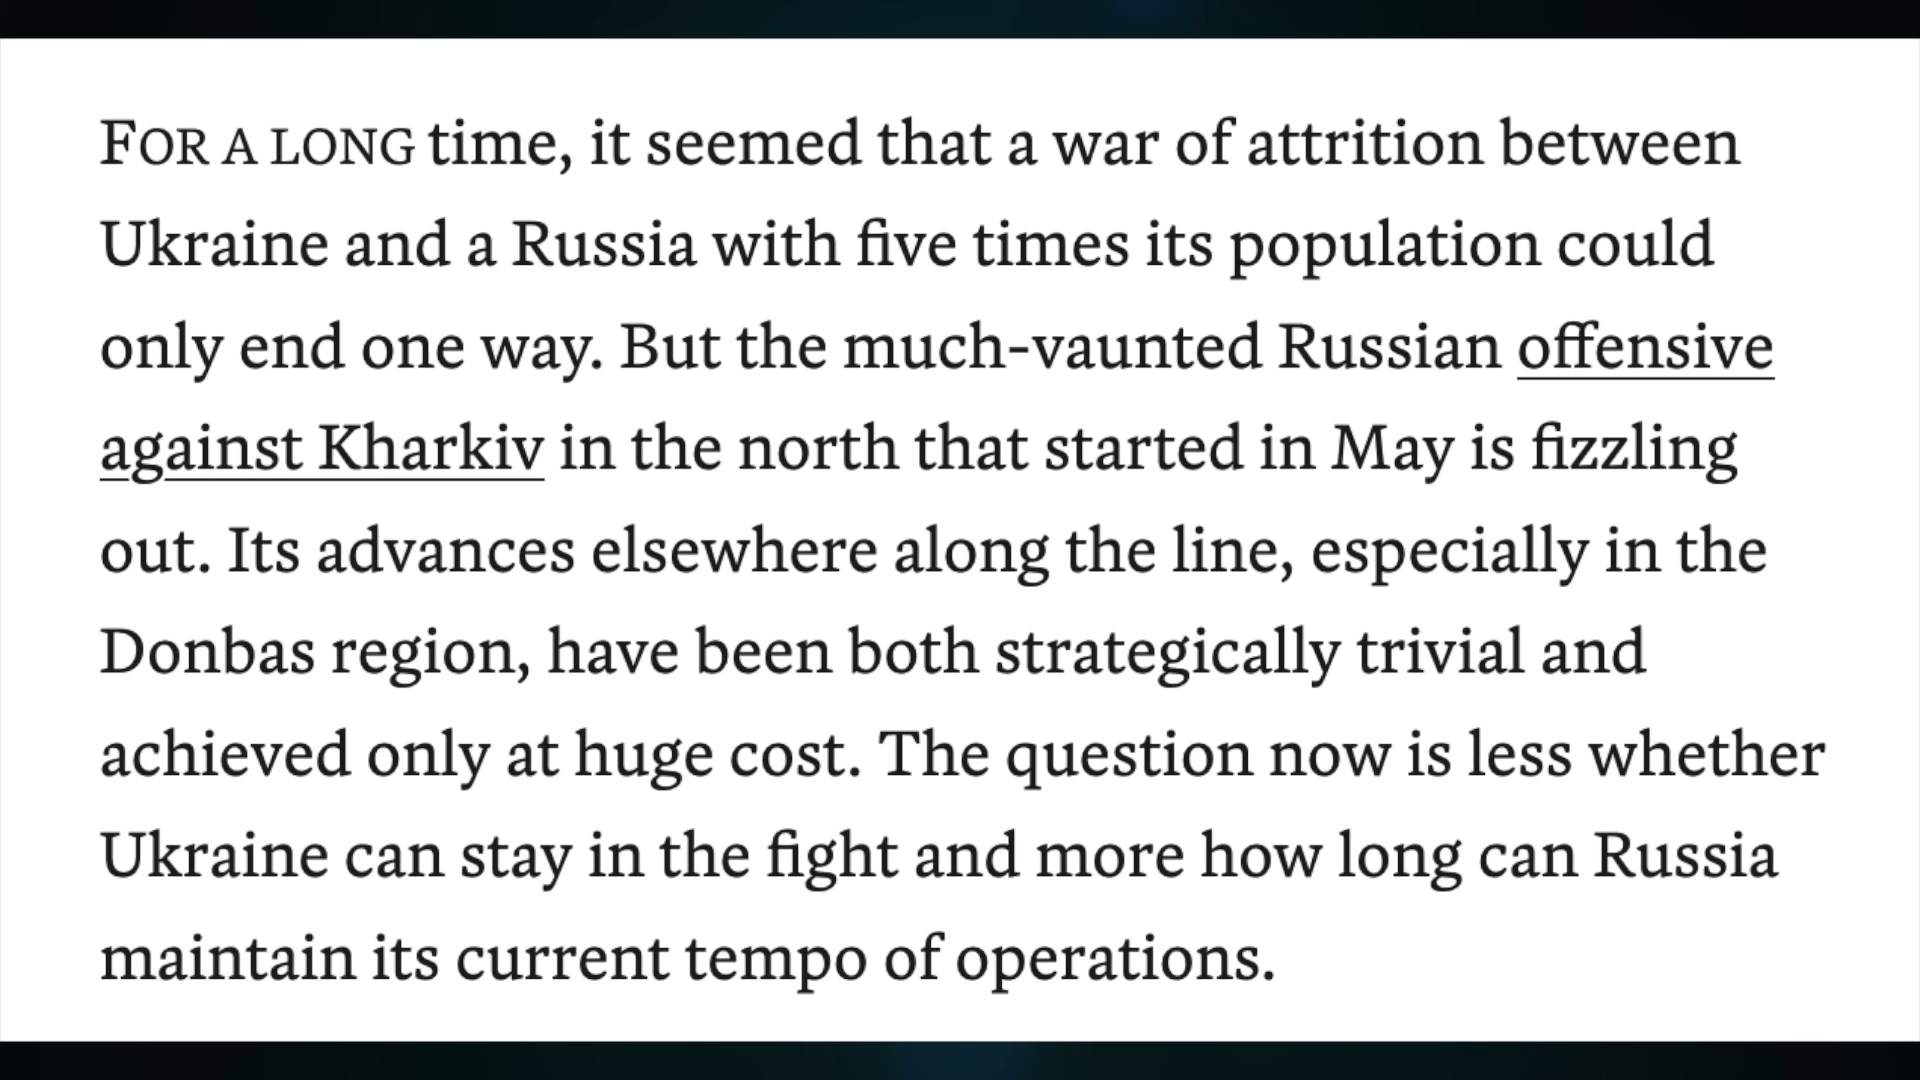 FOR A LONG time, it seemed that a war of attrition between
Ukraine and a Russia with five times its population could
only end one way. But the much-vaunted Russian offensive
against Kharkiv in the north that started in May is fizzling
out. Its advances elsewhere along the line, especially in the
Donbas region, have been both strategically trivial and
achieved only at huge cost. The question now is less whether
Ukraine can stay in the fight and more how long can Russia
maintain its current tempo of operations.